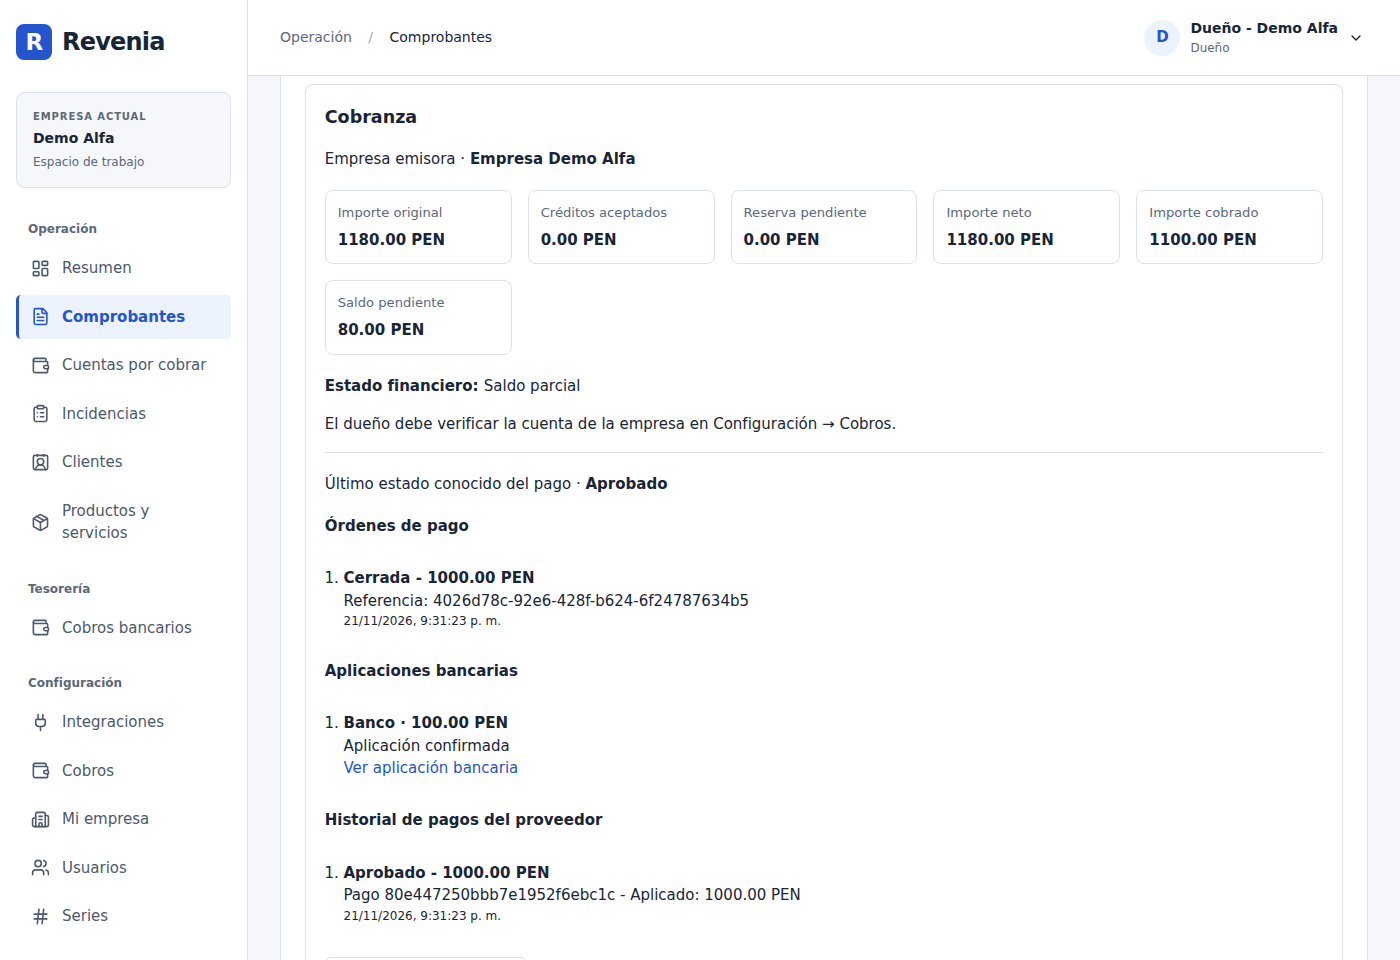 R Revenia
EMPRESA ACTUAL
Demo Alfa
Espacio de trabajo
Operación
Resumen
Comprobantes
Cuentas por cobrar
Incidencias
Clientes
Productos y
servicios
Tesorería
Cobros bancarios
Configuración
Integraciones
Cobros
Mi empresa
Usuarios
Series
Operación / Comprobantes
D
Dueño - Demo Alfa
Dueño
Cobranza
Empresa emisora · Empresa Demo Alfa
Importe original
1180.00 PEN
Créditos aceptados
0.00 PEN
Reserva pendiente
0.00 PEN
Importe neto
1180.00 PEN
Importe cobrado
1100.00 PEN
Saldo pendiente
80.00 PEN
Estado financiero: Saldo parcial
El dueño debe verificar la cuenta de la empresa en Configuración → Cobros.
Último estado conocido del pago · Aprobado
Órdenes de pago
1. Cerrada - 1000.00 PEN
Referencia: 4026d78c-92e6-428f-b624-6f24787634b5
21/11/2026, 9:31:23 p. m.
Aplicaciones bancarias
1. Banco · 100.00 PEN
Aplicación confirmada
Ver aplicación bancaria
Historial de pagos del proveedor
1. Aprobado - 1000.00 PEN
Pago 80e447250bbb7e1952f6ebc1c - Aplicado: 1000.00 PEN
21/11/2026, 9:31:23 p. m.